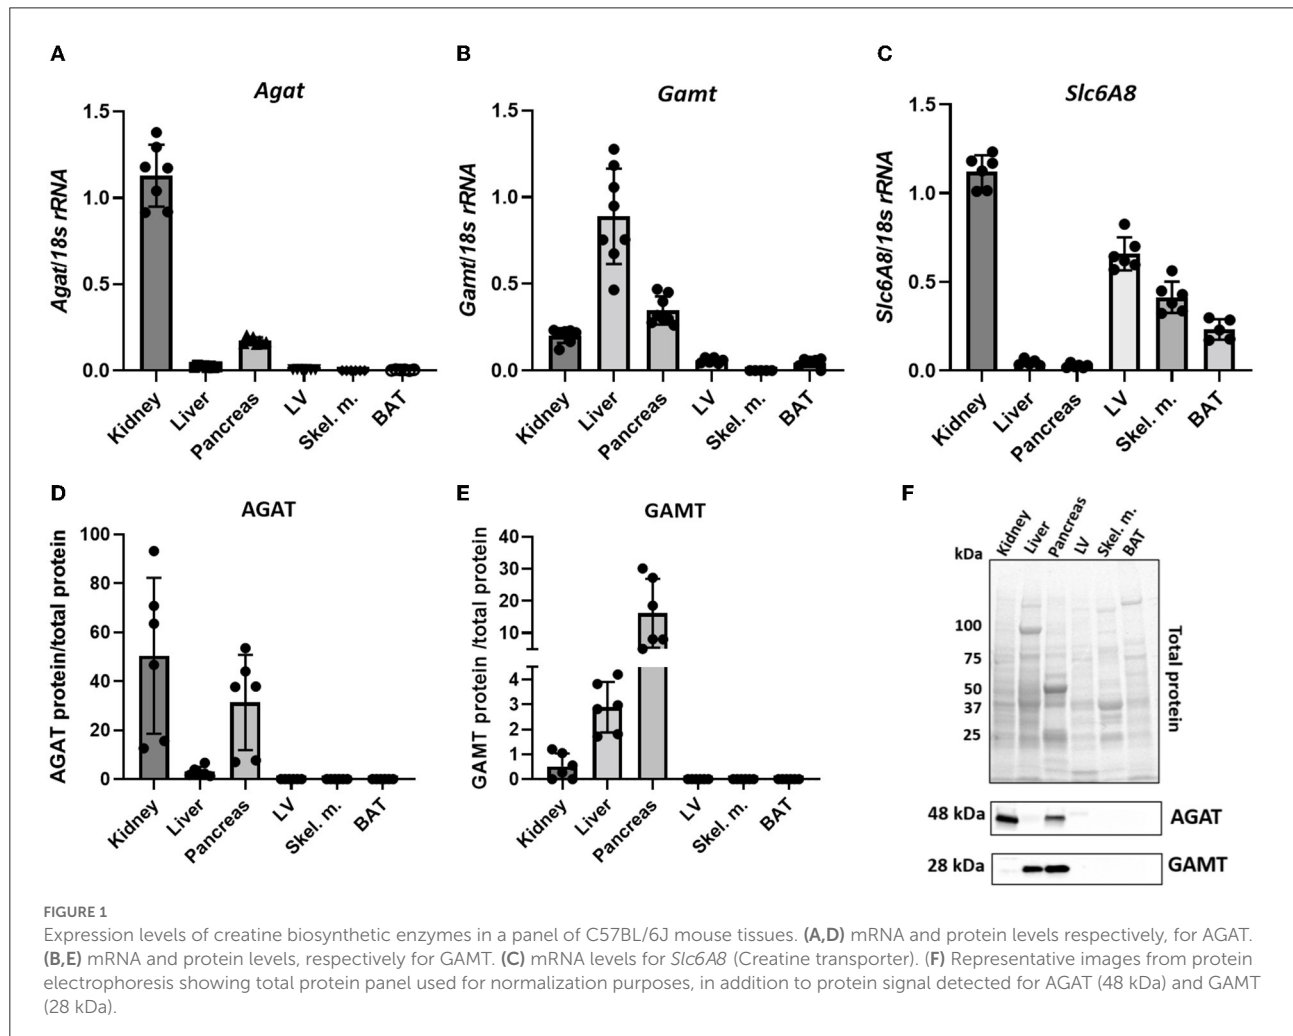 A
Agat
Agat/18s rRNA
1.5
1.0
0.5
0.0
Kidney
Liver
Pancreas
LV
Skel. m.
BAT
B
Gamt
Gamt/18s rRNA
1.5
1.0
0.5
0.0
Kidney
Liver
Pancreas
LV
Skel. m.
BAT
C
Slc6A8
Slc6A8/18s rRNA
1.5
1.0
0.5
0.0
Kidney
Liver
Pancreas
LV
Skel. m.
BAT
D
AGAT
AGAT protein/total protein
100
80
60
40
20
0
Kidney
Liver
Pancreas
LV
Skel. m.
BAT
E
GAMT
GAMT protein /total protein
40
30
20
10
4
3
2
1
0
Kidney
Liver
Pancreas
LV
Skel. m.
BAT
F
Kidney
Liver
Pancreas
LV
Skel. m.
BAT
kDa
100
75
50
37
25
Total protein
48 kDa
AGAT
28 kDa
GAMT
FIGURE 1
Expression levels of creatine biosynthetic enzymes in a panel of C57BL/6J mouse tissues. (A,D) mRNA and protein levels respectively, for AGAT.
(B,E) mRNA and protein levels, respectively for GAMT. (C) mRNA levels for Slc6A8 (Creatine transporter). (F) Representative images from protein
electrophoresis showing total protein panel used for normalization purposes, in addition to protein signal detected for AGAT (48 kDa) and GAMT
(28 kDa).